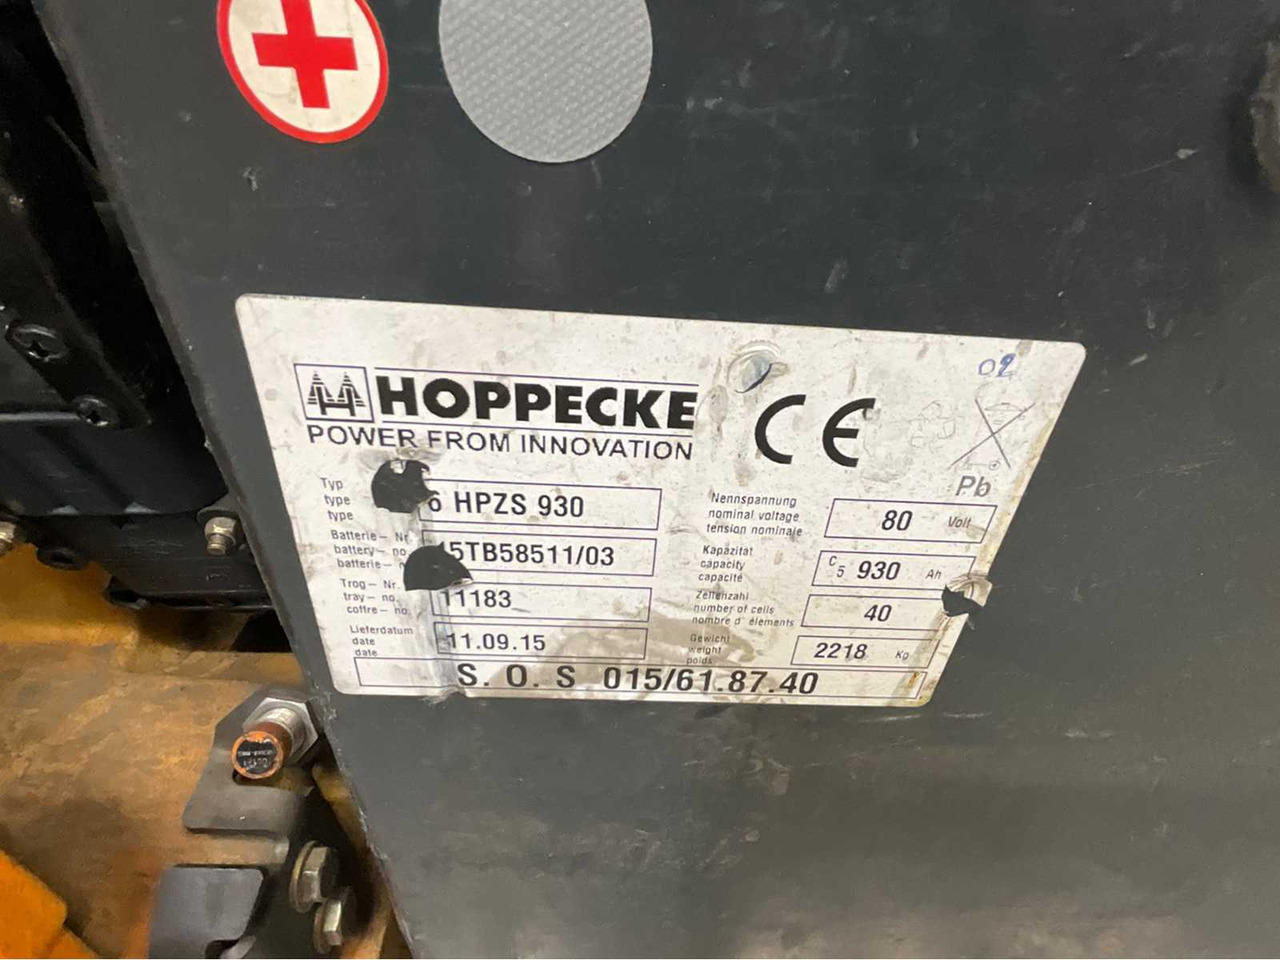 02
HOPPECKE
POWER FROM INNOVATION
CE
Pb
Typ
type
type
6 HPZS 930
Batterie - Nr
battery - no
batterie -
5TB58511/03
Trog - Nr.
tray - no.
coffre - no
11183
Lieferdatum
date
date
11.09.15
Nennspannung
nominal voltage
tension nominale
80 Volt
Kapazität
capacity
capacité
C5 930 Ah
Zellenzahl
number of cells
nombre d' elements
40
Gewicht
weight
poids
2218 Kg
S. O. S 015/61.87.40